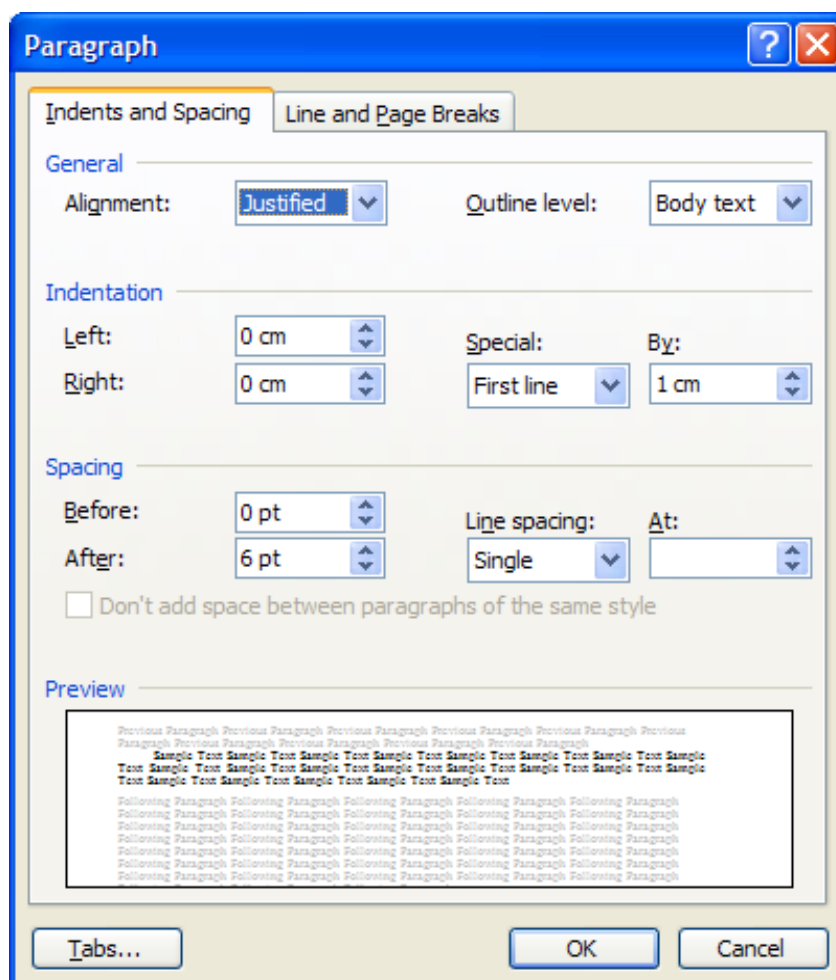 Paragraph
Indents and Spacing
Line and Page Breaks
General
Alignment: Justified Outline level: Body text
Indentation
Left: 0 cm Special: By:
Right: 0 cm First line 1 cm
Spacing
Before: 0 pt Line spacing: At:
After: 6 pt Single
Don't add space between paragraphs of the same style
Preview
Previous Paragraph Previous Paragraph Previous Paragraph Previous Paragraph Previous Paragraph Previous
Paragraph Previous Paragraph Previous Paragraph Previous Paragraph Previous Paragraph
Sample Text Sample Text Sample Text Sample Text Sample Text Sample Text Sample Text Sample
Text Sample Text Sample Text Sample Text Sample Text Sample Text Sample Text Sample Text Sample
Text Sample Text Sample Text Sample Text Sample Text Sample Text Sample Text
Following Paragraph Following Paragraph Following Paragraph Following Paragraph Following Paragraph
Following Paragraph Following Paragraph Following Paragraph Following Paragraph Following Paragraph
Following Paragraph Following Paragraph Following Paragraph Following Paragraph Following Paragraph
Following Paragraph Following Paragraph Following Paragraph Following Paragraph Following Paragraph
Following Paragraph Following Paragraph Following Paragraph Following Paragraph Following Paragraph
Following Paragraph Following Paragraph Following Paragraph Following Paragraph Following Paragraph
Following Paragraph Following Paragraph Following Paragraph Following Paragraph Following Paragraph
Tabs... OK Cancel